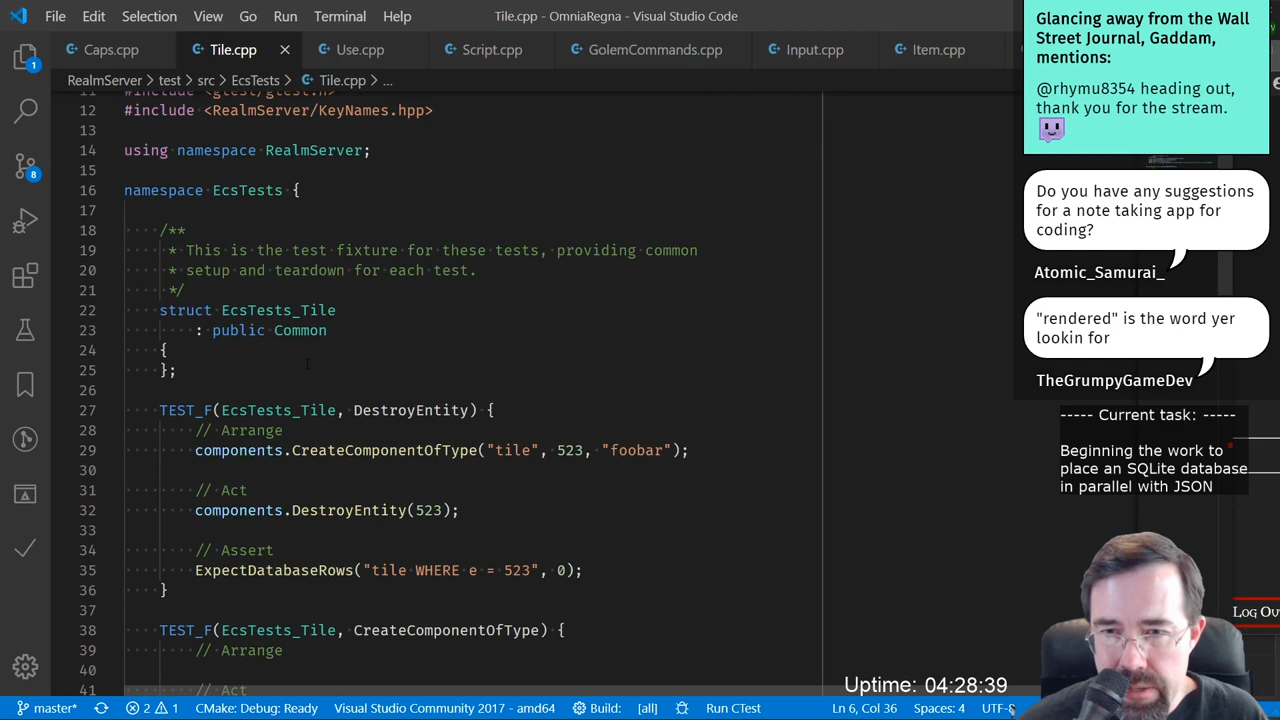 File Edit Selection View Go Run Terminal Help Tile.cpp - OmniaRegna - Visual Studio Code
Caps.cpp Tile.cpp Use.cpp Script.cpp GolemCommands.cpp Input.cpp Item.cpp
RealmServer > test > src > EcsTests > Tile.cpp > ...
12 #include <RealmServer/KeyNames.hpp>
13
14 using namespace RealmServer;
15
16 namespace EcsTests {
17
18 /**
19 * This is the test fixture for these tests, providing common
20 * setup and teardown for each test.
21 */
22 struct EcsTests_Tile
23 : public Common
24 {
25 };
26
27 TEST_F(EcsTests_Tile, DestroyEntity) {
28 // Arrange
29 components.CreateComponentOfType("tile", 523, "foobar");
30
31 // Act
32 components.DestroyEntity(523);
33
34 // Assert
35 ExpectDatabaseRows("tile WHERE e = 523", 0);
36 }
37
38 TEST_F(EcsTests_Tile, CreateComponentOfType) {
39 // Arrange
40
41 // Act
1
8
Glancing away from the Wall
Street Journal, Gaddam,
mentions:
@rhymu8354 heading out,
thank you for the stream.
Do you have any suggestions
for a note taking app for
coding?
Atomic_Samurai_
"rendered" is the word yer
lookin for
TheGrumpyGameDev
----- Current task: -----
Beginning the work to
place an SQLite database
in parallel with JSON
Log Ou
Uptime: 04:28:39
master* 2 1 CMake: Debug: Ready Visual Studio Community 2017 - amd64 Build: [all] Run CTest Ln 6, Col 36 Spaces: 4 UTF-8